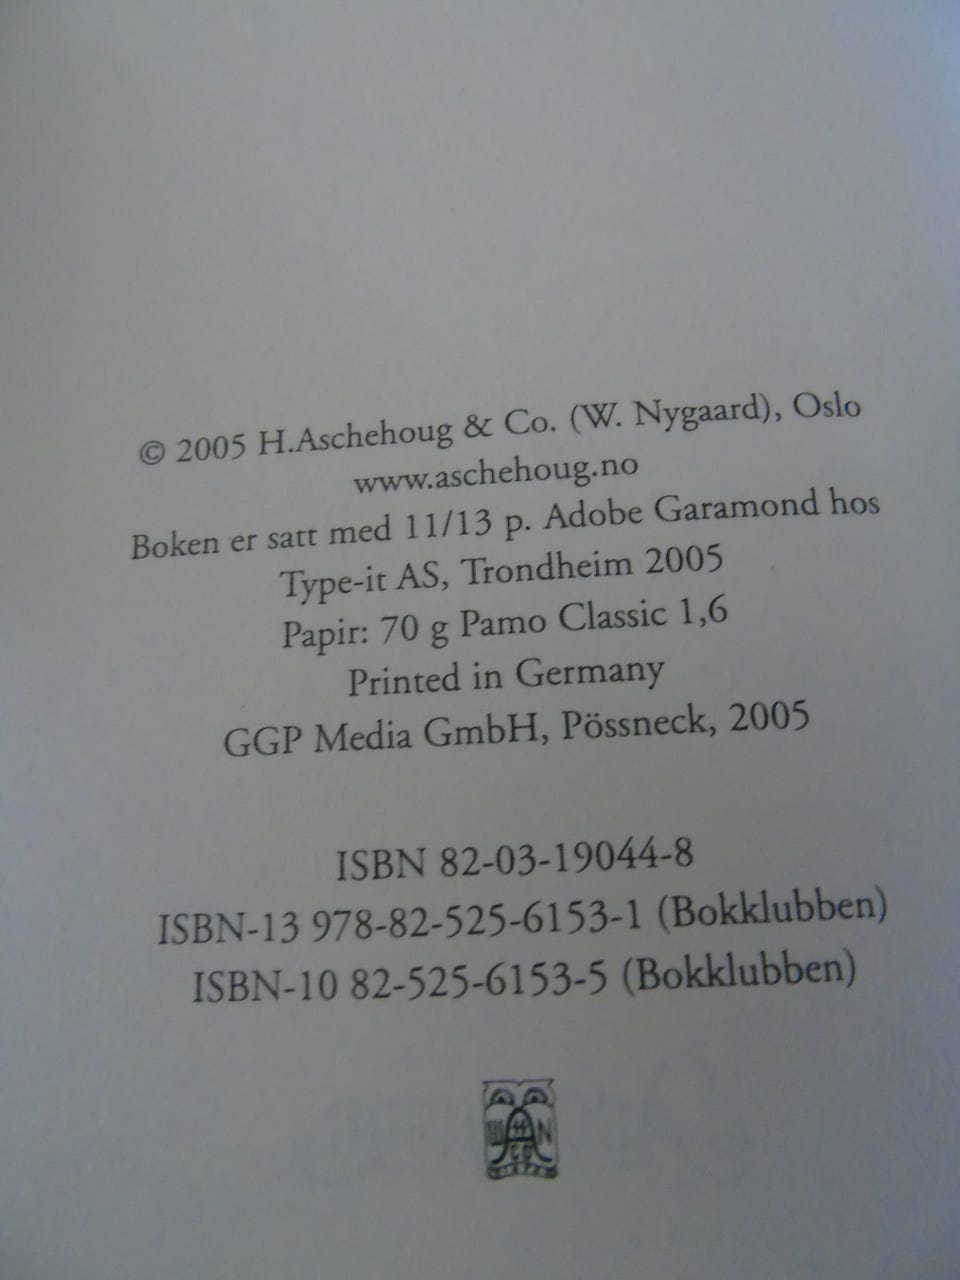 © 2005 H.Aschehoug & Co. (W. Nygaard), Oslo
www.aschehoug.no
Boken er satt med 11/13 p. Adobe Garamond hos
Type-it AS, Trondheim 2005
Papir: 70 g Pamo Classic 1,6
Printed in Germany
GGP Media GmbH, Pössneck, 2005
ISBN 82-03-19044-8
ISBN-13 978-82-525-6153-1 (Bokklubben)
ISBN-10 82-525-6153-5 (Bokklubben)